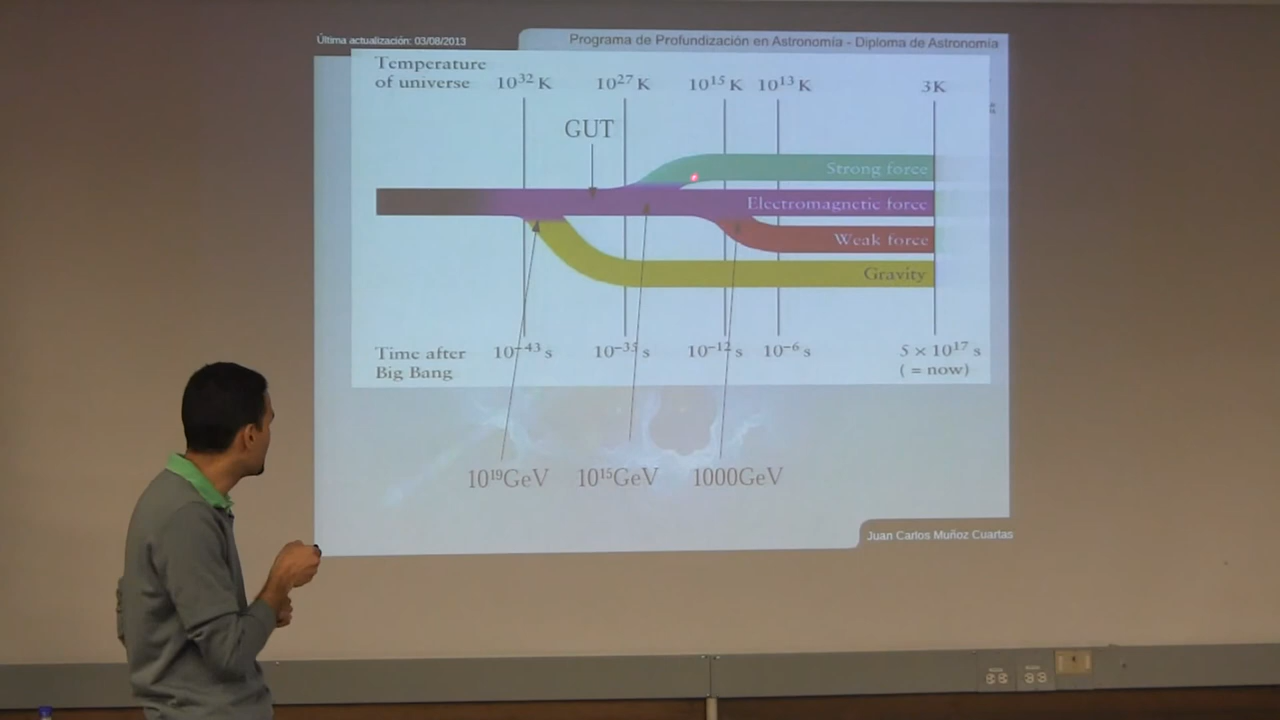 Última actualización: 03/08/2013
Programa de Profundización en Astronomía - Diploma de Astronomía
Temperature
of universe
10³² K
10²⁷ K
10¹⁵ K
10¹³ K
3K
GUT
Strong force
Electromagnetic force
Weak force
Gravity
Time after
Big Bang
10⁻⁴³ s
10⁻³⁵ s
10⁻¹² s
10⁻⁶ s
5 × 10¹⁷ s
( = now)
10¹⁹GeV
10¹⁵GeV
1000GeV
Juan Carlos Muñoz Cuartas